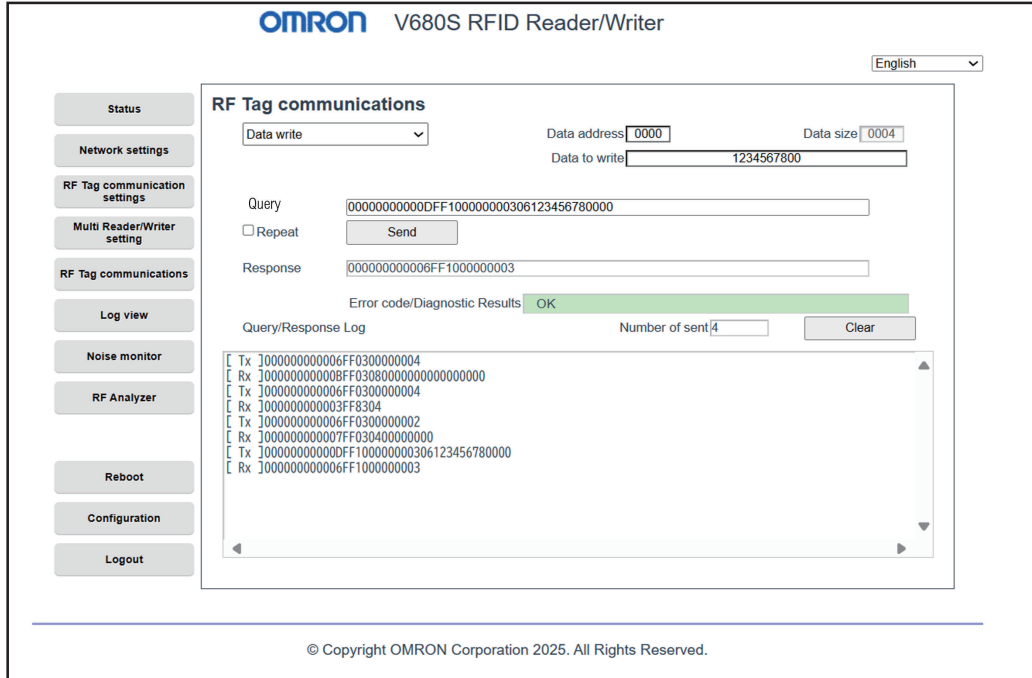 OMRON V680S RFID Reader/Writer
English
Status
Network settings
RF Tag communication
settings
Multi Reader/Writer
setting
RF Tag communications
Log view
Noise monitor
RF Analyzer
Reboot
Configuration
Logout
RF Tag communications
Data write Data address 0000 Data size 0004
Data to write 1234567800
Query 00000000000DFF1000000000306123456780000
Repeat Send
Response 000000000006FF1000000003
Error code/Diagnostic Results OK
Query/Response Log Number of sent 4 Clear
[ Tx ]000000000006FF0300000004
[ Rx ]00000000000BFF03080000000000000000
[ Tx ]000000000006FF0300000004
[ Rx ]000000000003FF8304
[ Tx ]000000000006FF0300000002
[ Rx ]000000000007FF030400000000
[ Tx ]00000000000DFF100000000306123456780000
[ Rx ]000000000006FF1000000003
© Copyright OMRON Corporation 2025. All Rights Reserved.